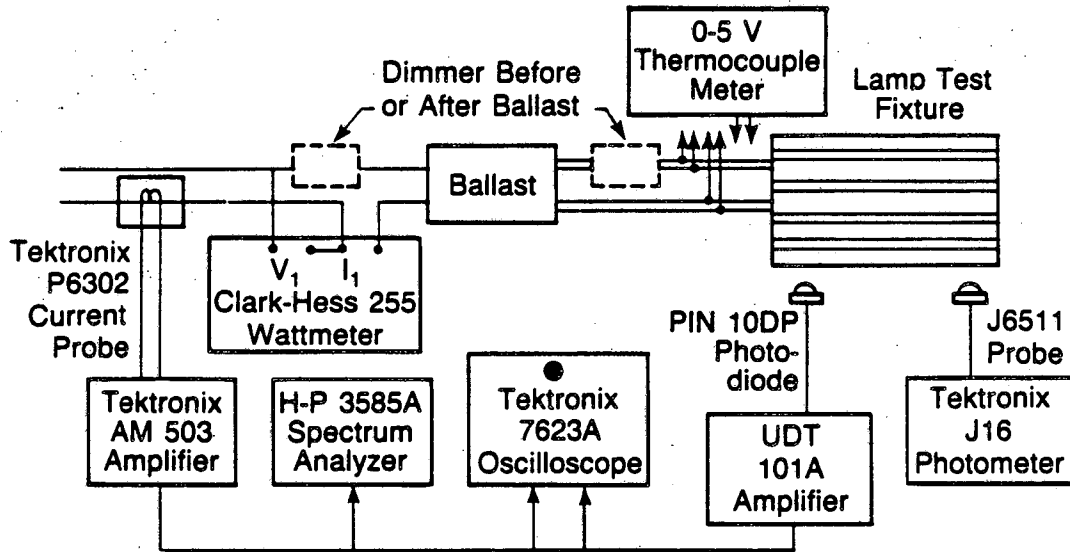 0-5 V
Thermocouple
Meter
Dimmer Before
or After Ballast
Lamp Test
Fixture
Ballast
Tektronix
P6302
Current
Probe
V1
I1
Clark-Hess 255
Wattmeter
PIN 10DP
Photo-
diode
J6511
Probe
Tektronix
AM 503
Amplifier
H-P 3585A
Spectrum
Analyzer
Tektronix
7623A
Oscilloscope
UDT
101A
Amplifier
Tektronix
J16
Photometer